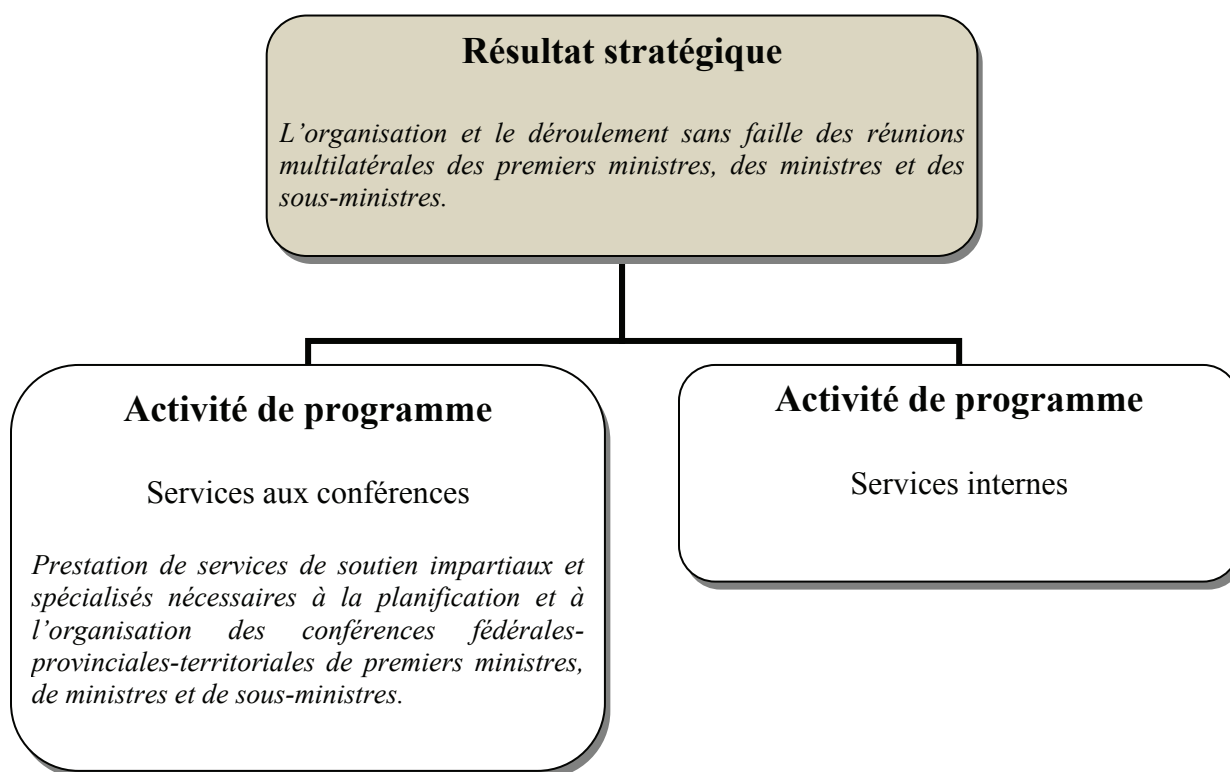 Résultat stratégique
L’organisation et le déroulement sans faille des réunions
multilatérales des premiers ministres, des ministres et des
sous-ministres.
Activité de programme
Services aux conférences
Prestation de services de soutien impartiaux et
spécialisés nécessaires à la planification et à
l’organisation des conférences fédérales-
provinciales-territoriales de premiers ministres,
de ministres et de sous-ministres.
Activité de programme
Services internes